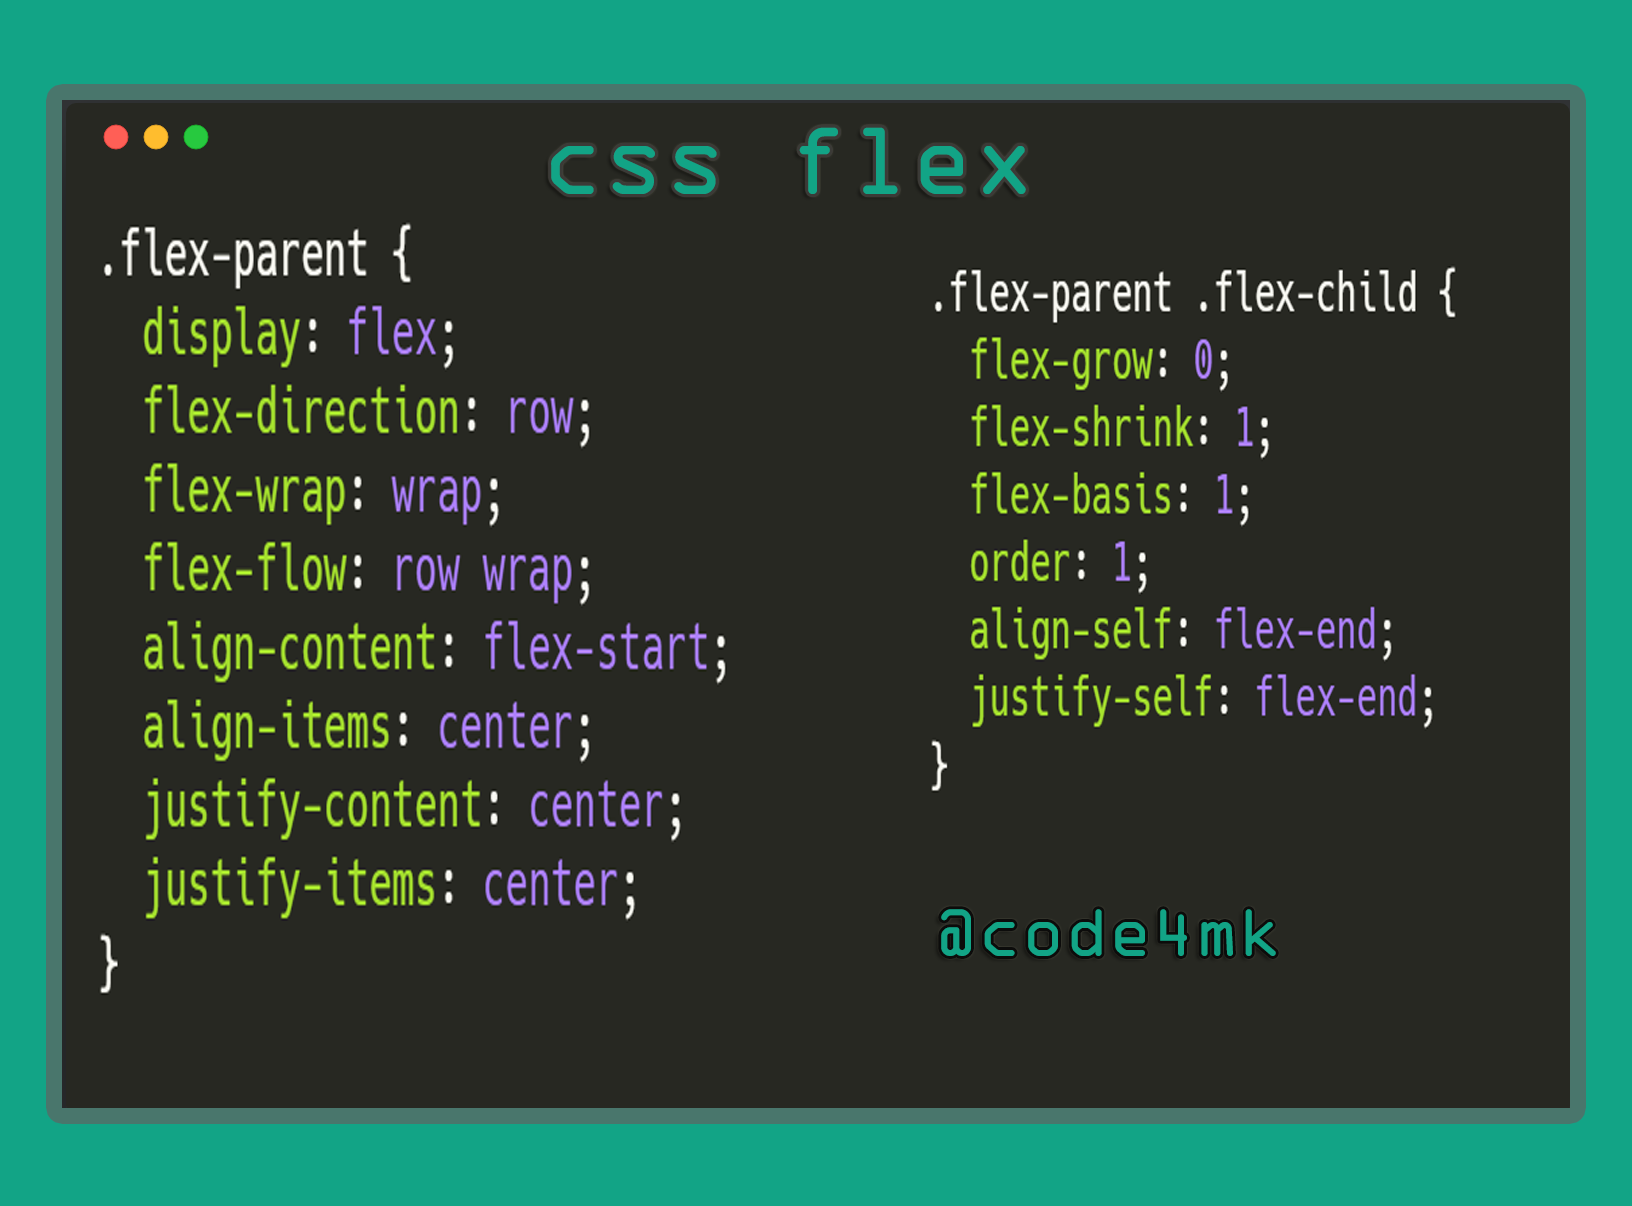 css flex
.flex-parent {
display: flex;
flex-direction: row;
flex-wrap: wrap;
flex-flow: row wrap;
align-content: flex-start;
align-items: center;
justify-content: center;
justify-items: center;
}
.flex-parent .flex-child {
flex-grow: 0;
flex-shrink: 1;
flex-basis: 1;
order: 1;
align-self: flex-end;
justify-self: flex-end;
}
@code4mk